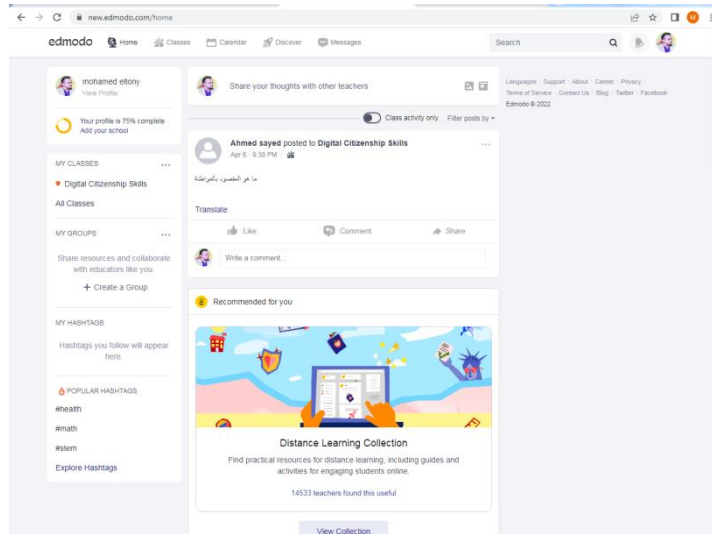 new.edmodo.com/home
edmodo Home Classes Calendar Discover Messages Search
mohamed eltony
View Profile
Your profile is 75% complete
Add your school
MY CLASSES ...
Digital Citizenship Skills
All Classes
MY GROUPS ...
Share resources and collaborate
with educators like you.
+ Create a Group
MY HASHTAGS
Hashtags you follow will appear
here.
POPULAR HASHTAGS
#health
#math
#stem
Explore Hashtags
Share your thoughts with other teachers
Class activity only Filter posts by
Ahmed sayed posted to Digital Citizenship Skills ...
Apr 6 · 9:38 PM ·
ما هو المقصود بالمواطنة
Translate
Like Comment Share
Write a comment...
e Recommended for you
Distance Learning Collection
Find practical resources for distance learning, including guides and
activities for engaging students online.
14533 teachers found this useful
View Collection
Languages · Support · About · Career · Privacy ·
Terms of Service · Contact Us · Blog · Twitter · Facebook
Edmodo © 2022
M